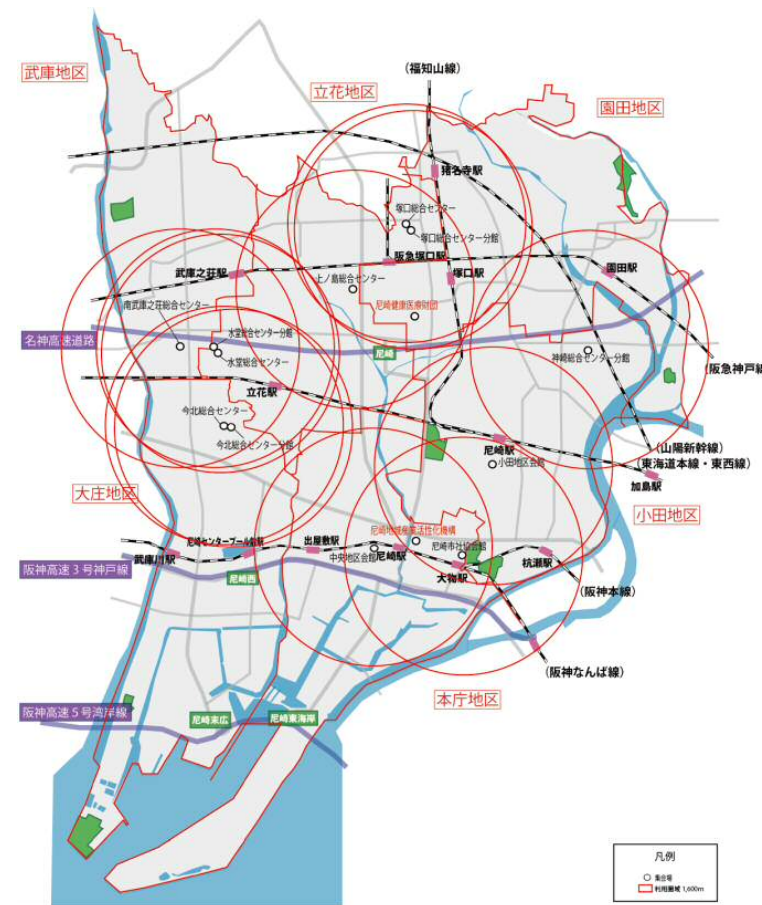 (福知山線)
武庫地区
立花地区
園田地区
猪名寺駅
塚口総合センター
塚口総合センター分館
阪急塚口駅
武庫之荘駅
上ノ島総合センター
塚口駅
園田駅
南武庫之荘総合センター
尼崎健康医療財団
名神高速道路
水堂総合センター分館
尼崎
水堂総合センター
神崎総合センター分館
(阪急神戸線
立花駅
今北総合センター
今北総合センター分館
尼崎駅
(山陽新幹線)
(東海道本線・東西線)
小田地区会館
加島駅
大庄地区
小田地区
尼崎地域産業活性化機構
尼崎センタープール前駅
出屋敷駅
中央地区会館
尼崎駅
尼崎市社協会館
武庫川駅
杭瀬駅
大物駅
阪神高速3号神戸線
尼崎西
(阪神本線)
(阪神なんば線)
本庁地区
阪神高速5号湾岸線
尼崎末広
尼崎東海岸
凡例
集会場
利用圏域 1,600m